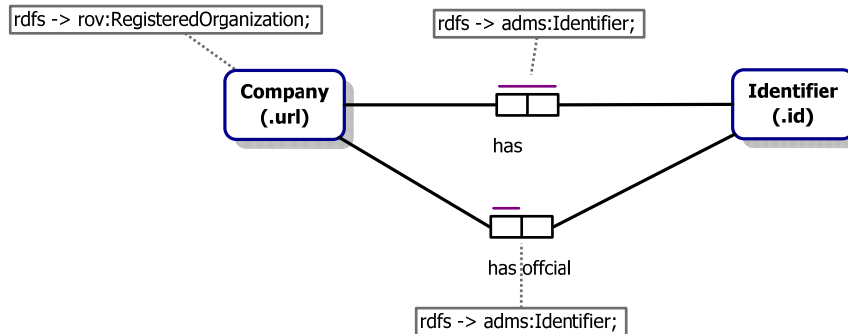 rdfs -> rov:RegisteredOrganization;
rdfs -> adms:Identifier;
Company
(.url)
Identifier
(.id)
has
has offcial
rdfs -> adms:Identifier;